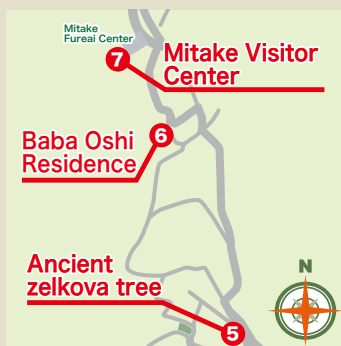 Mitake
Fureai Center
7
Mitake Visitor
Center
6
Baba Oshi
Residence
Ancient
zelkova tree
N
5